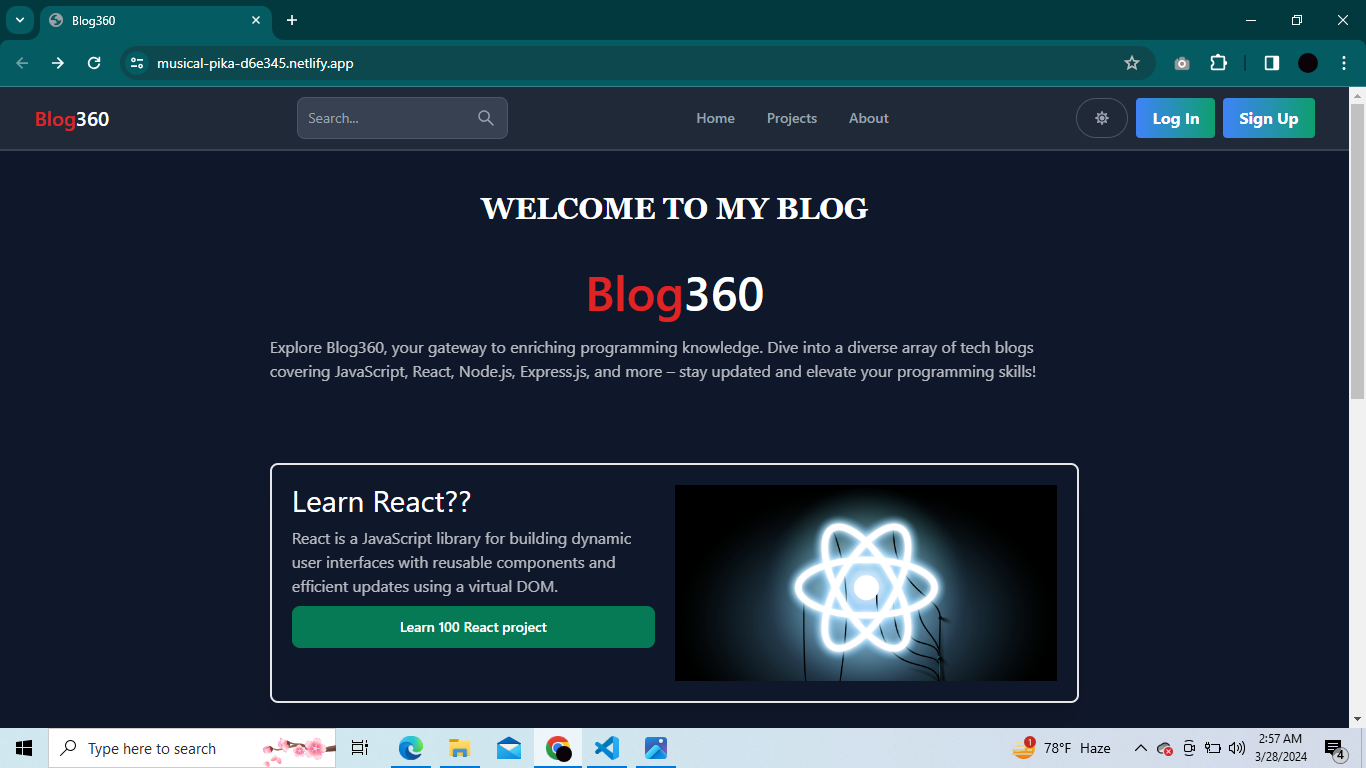 Blog360
musical-pika-d6e345.netlify.app
Blog360
Search...
Home
Projects
About
Log In
Sign Up
WELCOME TO MY BLOG
Blog360
Explore Blog360, your gateway to enriching programming knowledge. Dive into a diverse array of tech blogs
covering JavaScript, React, Node.js, Express.js, and more – stay updated and elevate your programming skills!
Learn React??
React is a JavaScript library for building dynamic
user interfaces with reusable components and
efficient updates using a virtual DOM.
Learn 100 React project
Type here to search
1
78°F Haze
2:57 AM
3/28/2024
4